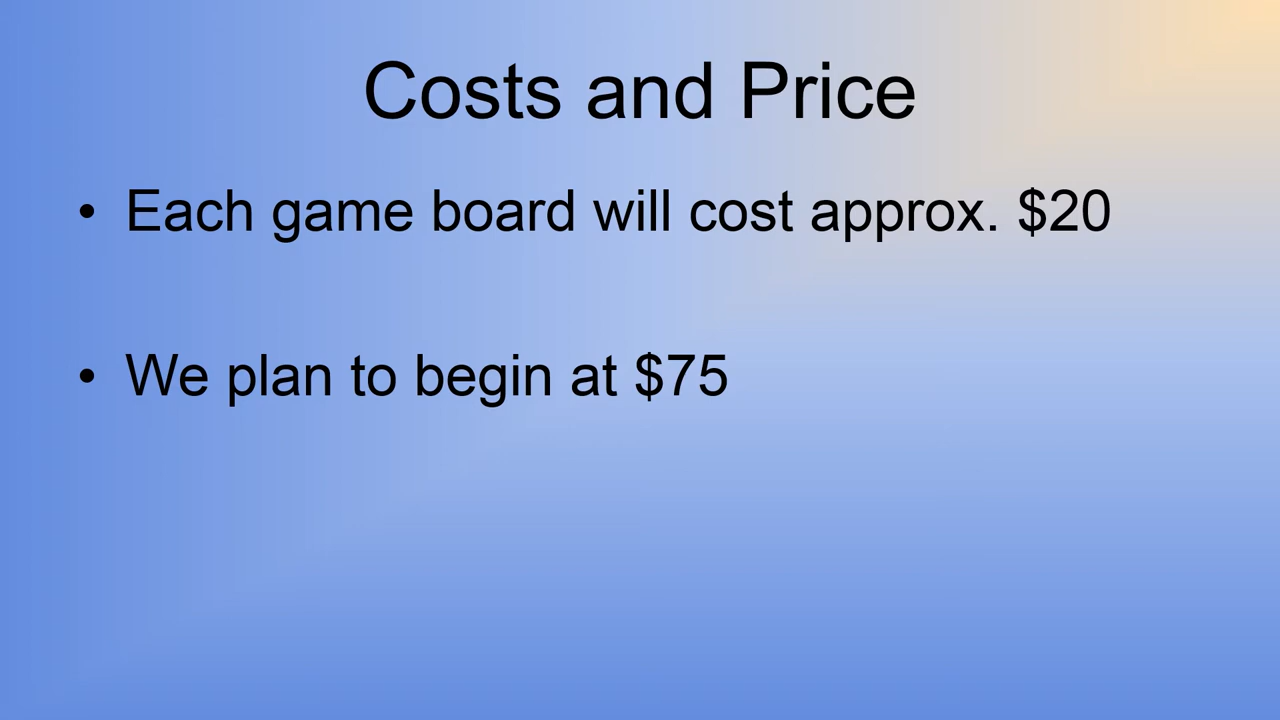 Costs and Price
• Each game board will cost approx. $20
• We plan to begin at $75